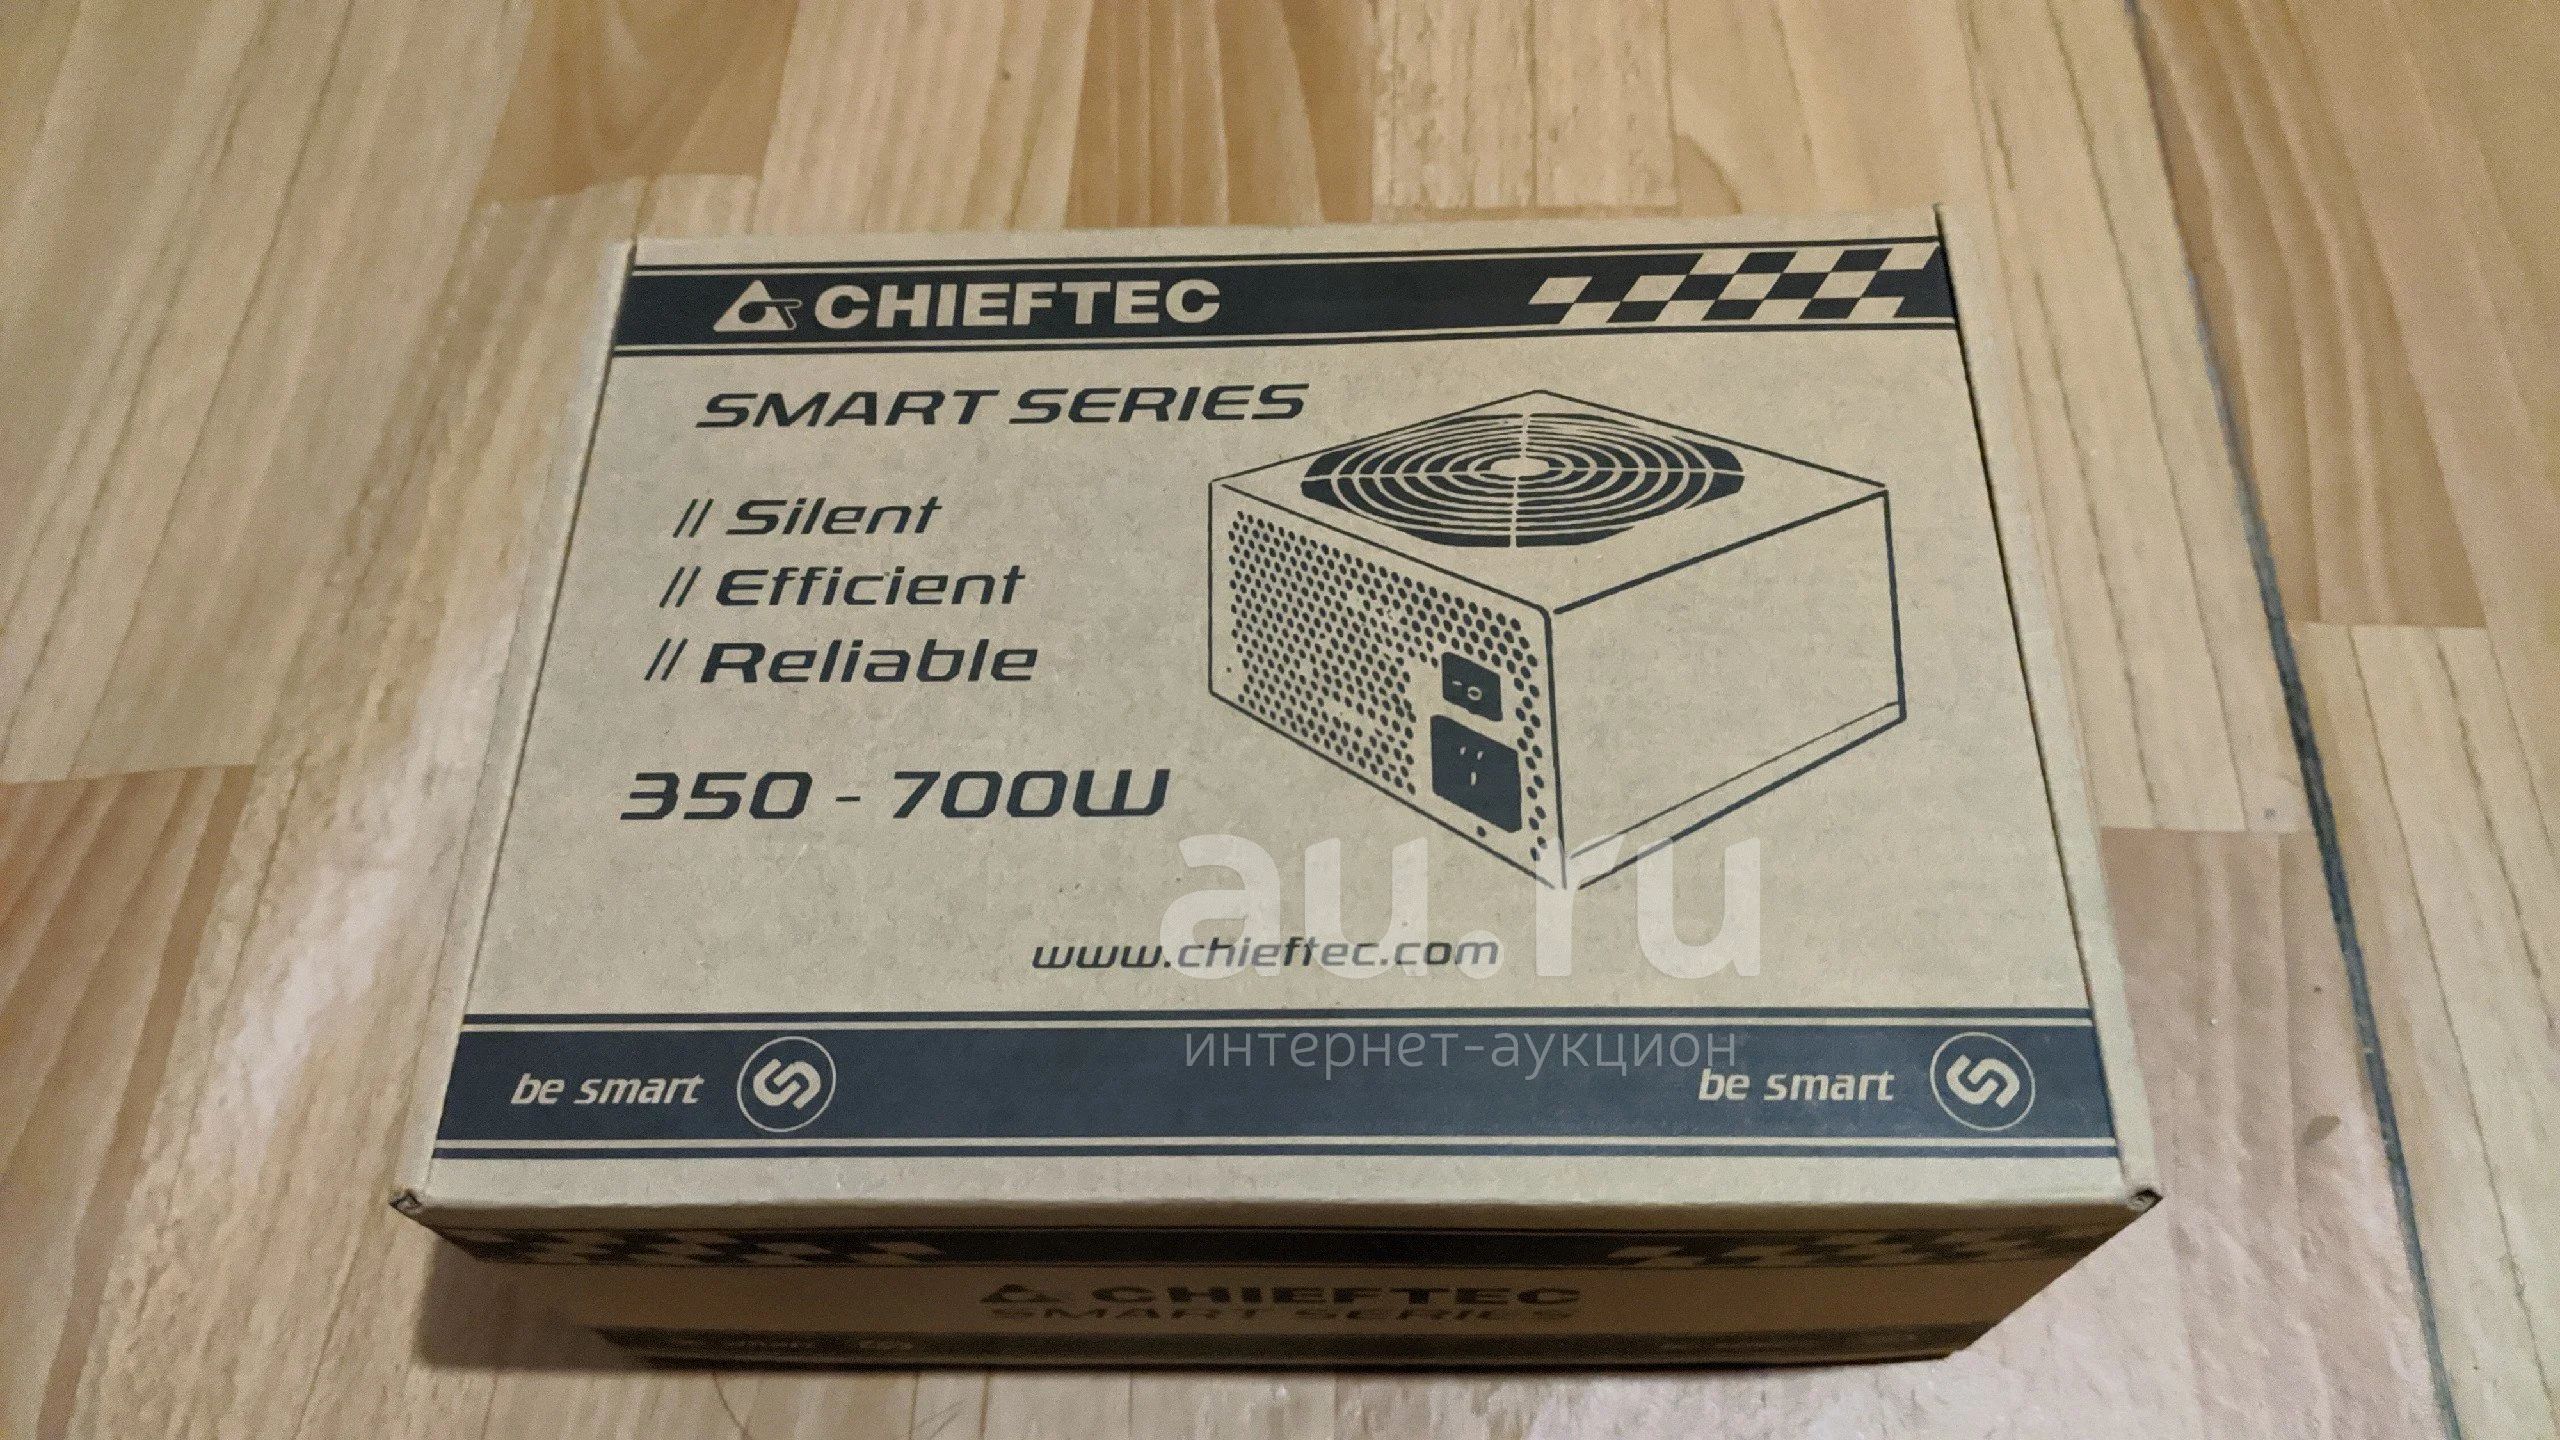 CHIEFTEC
SMART SERIES
// Silent
// Efficient
// Reliable
350 - 700W
au.ru
www.chieftec.com
интернет-аукцион
be smart
be smart
CHIEFTEC
SMART SERIES